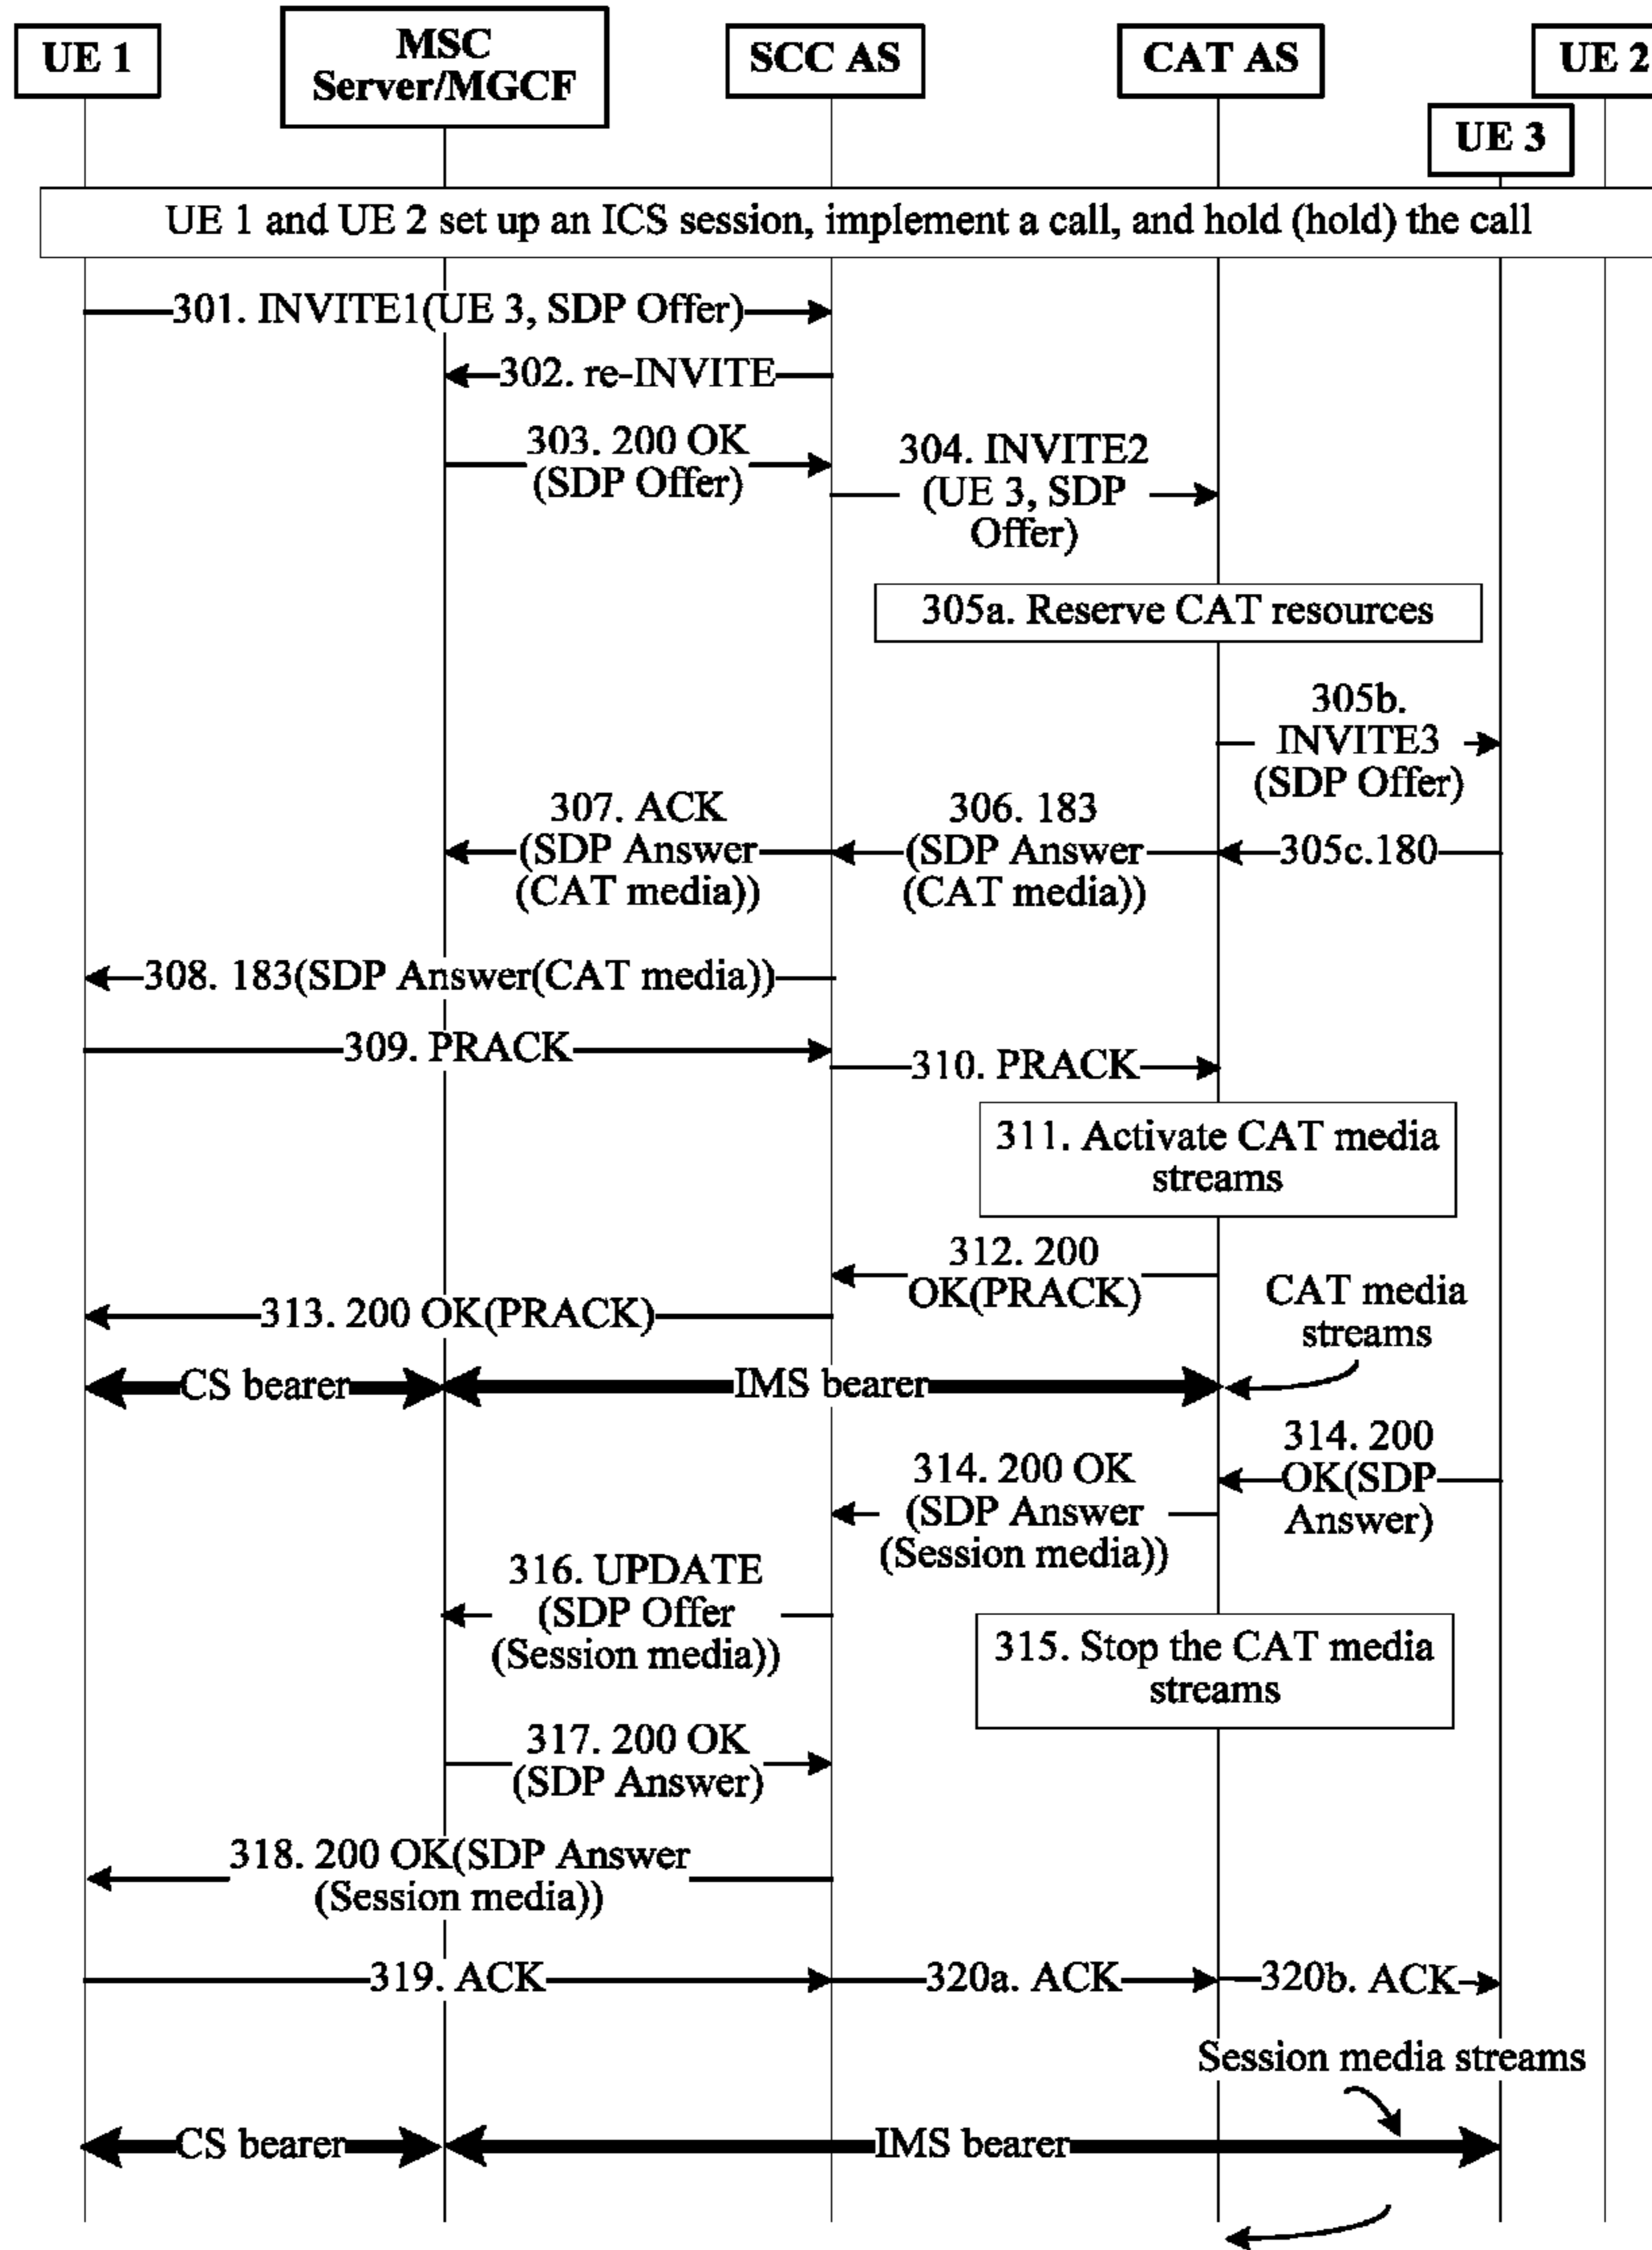 UE 1
MSC
Server/MGCF
SCC AS
CAT AS
UE 2
UE 3
UE 1 and UE 2 set up an ICS session, implement a call, and hold (hold) the call
301. INVITE1(UE 3, SDP Offer)
302. re-INVITE
303. 200 OK
(SDP Offer)
304. INVITE2
(UE 3, SDP
Offer)
305a. Reserve CAT resources
305b.
INVITE3
(SDP Offer)
307. ACK
(SDP Answer
(CAT media))
306. 183
(SDP Answer
(CAT media))
305c.180
308. 183(SDP Answer(CAT media))
309. PRACK
310. PRACK
311. Activate CAT media
streams
312. 200
OK(PRACK)
313. 200 OK(PRACK)
CAT media
streams
CS bearer
IMS bearer
314. 200
OK(SDP
Answer)
314. 200 OK
(SDP Answer
(Session media))
316. UPDATE
(SDP Offer
(Session media))
315. Stop the CAT media
streams
317. 200 OK
(SDP Answer)
318. 200 OK(SDP Answer
(Session media))
319. ACK
320a. ACK
320b. ACK
Session media streams
CS bearer
IMS bearer